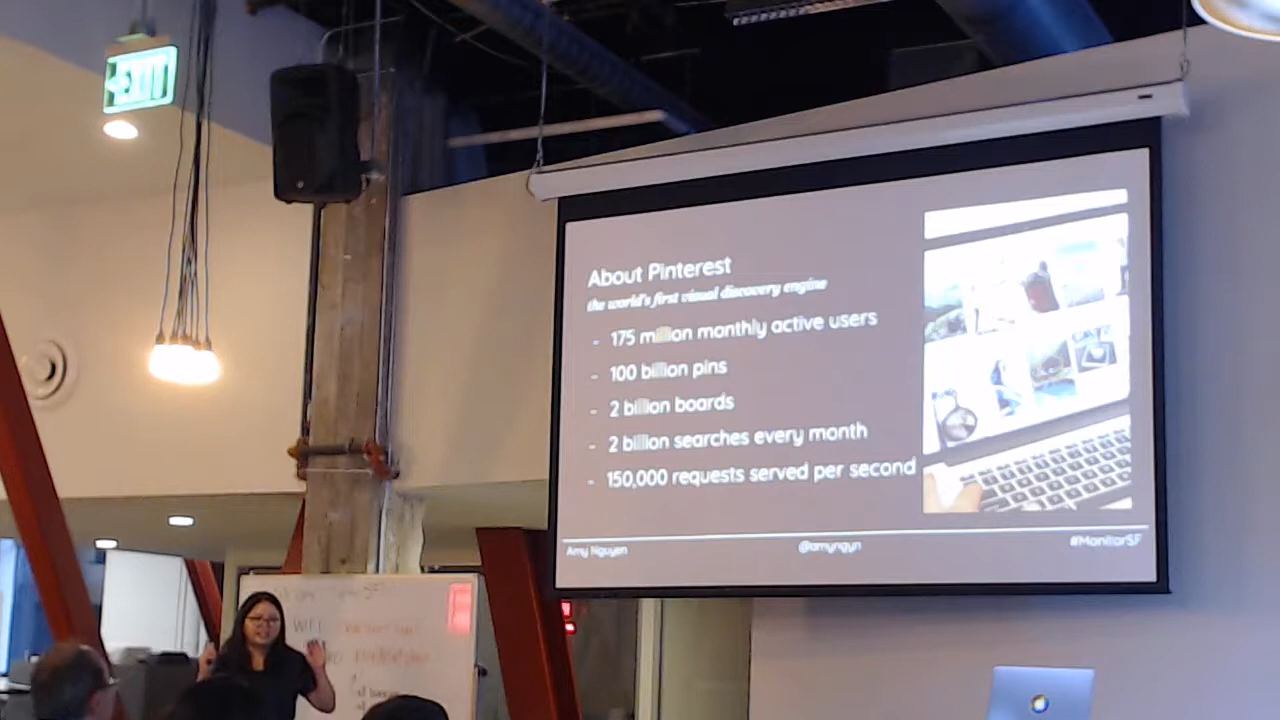 EXIT
About Pinterest
the world's first visual discovery engine
- 175 million monthly active users
- 100 billion pins
- 2 billion boards
- 2 billion searches every month
- 150,000 requests served per second
Amy Nguyen @amyngyn #MonitorSF